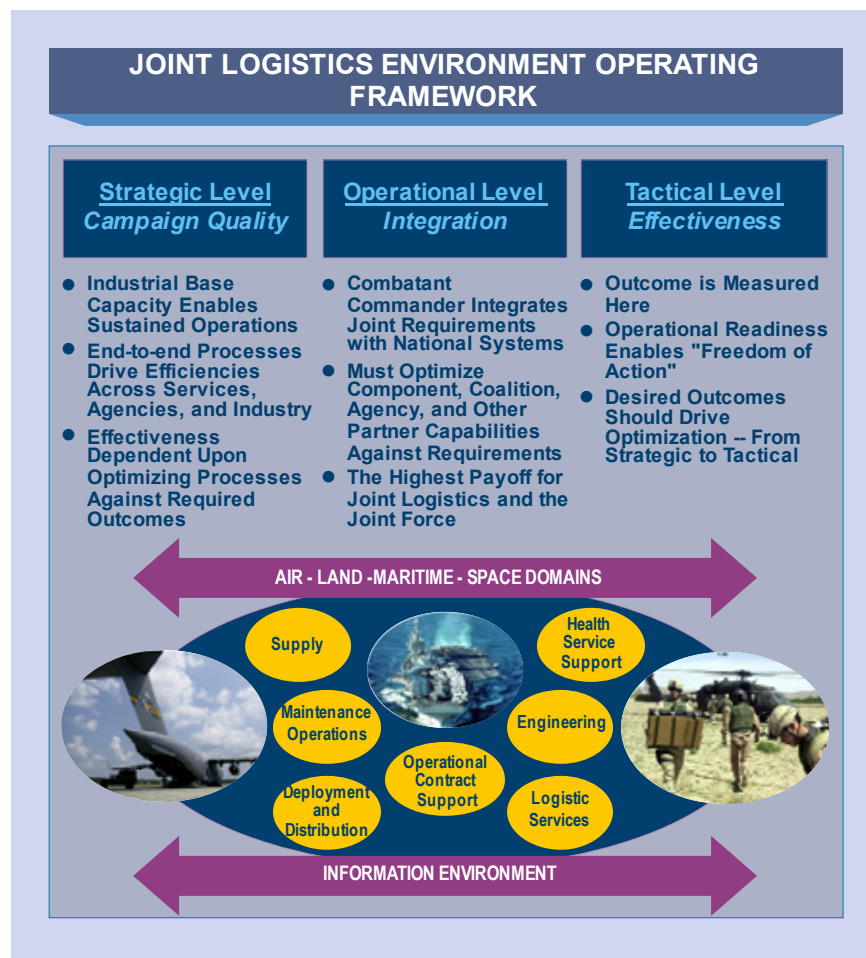 JOINT LOGISTICS ENVIRONMENT OPERATING
FRAMEWORK
Strategic Level
Campaign Quality
● Industrial Base
Capacity Enables
Sustained Operations
● End-to-end Processes
Drive Efficiencies
Across Services,
Agencies, and Industry
● Effectiveness
Dependent Upon
Optimizing Processes
Against Required
Outcomes
Operational Level
Integration
● Combatant
Commander Integrates
Joint Requirements
with National Systems
● Must Optimize
Component, Coalition,
Agency, and Other
Partner Capabilities
Against Requirements
● The Highest Payoff for
Joint Logistics and the
Joint Force
Tactical Level
Effectiveness
● Outcome is Measured
Here
● Operational Readiness
Enables "Freedom of
Action"
● Desired Outcomes
Should Drive
Optimization -- From
Strategic to Tactical
AIR - LAND -MARITIME - SPACE DOMAINS
Supply
Health
Service
Support
Maintenance
Operations
Engineering
Operational
Contract
Support
Deployment
and
Distribution
Logistic
Services
INFORMATION ENVIRONMENT